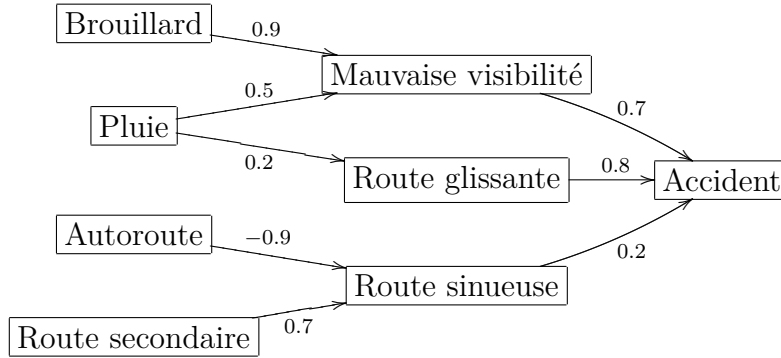 Brouillard
0.9
Mauvaise visibilité
0.5
0.7
Pluie
0.2
Route glissante
0.8
Accident
Autoroute
−0.9
0.2
Route sinueuse
Route secondaire
0.7